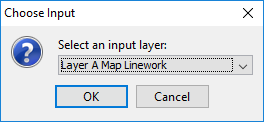 Choose Input
Select an input layer:
Layer A Map Linework
OK
Cancel